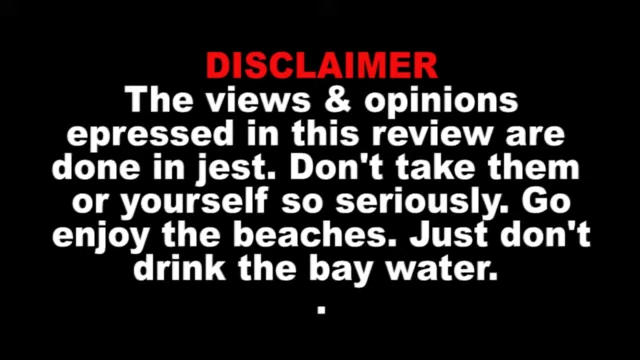 DISCLAIMER
The views & opinions
epressed in this review are
done in jest. Don't take them
or yourself so seriously. Go
enjoy the beaches. Just don't
drink the bay water.
.